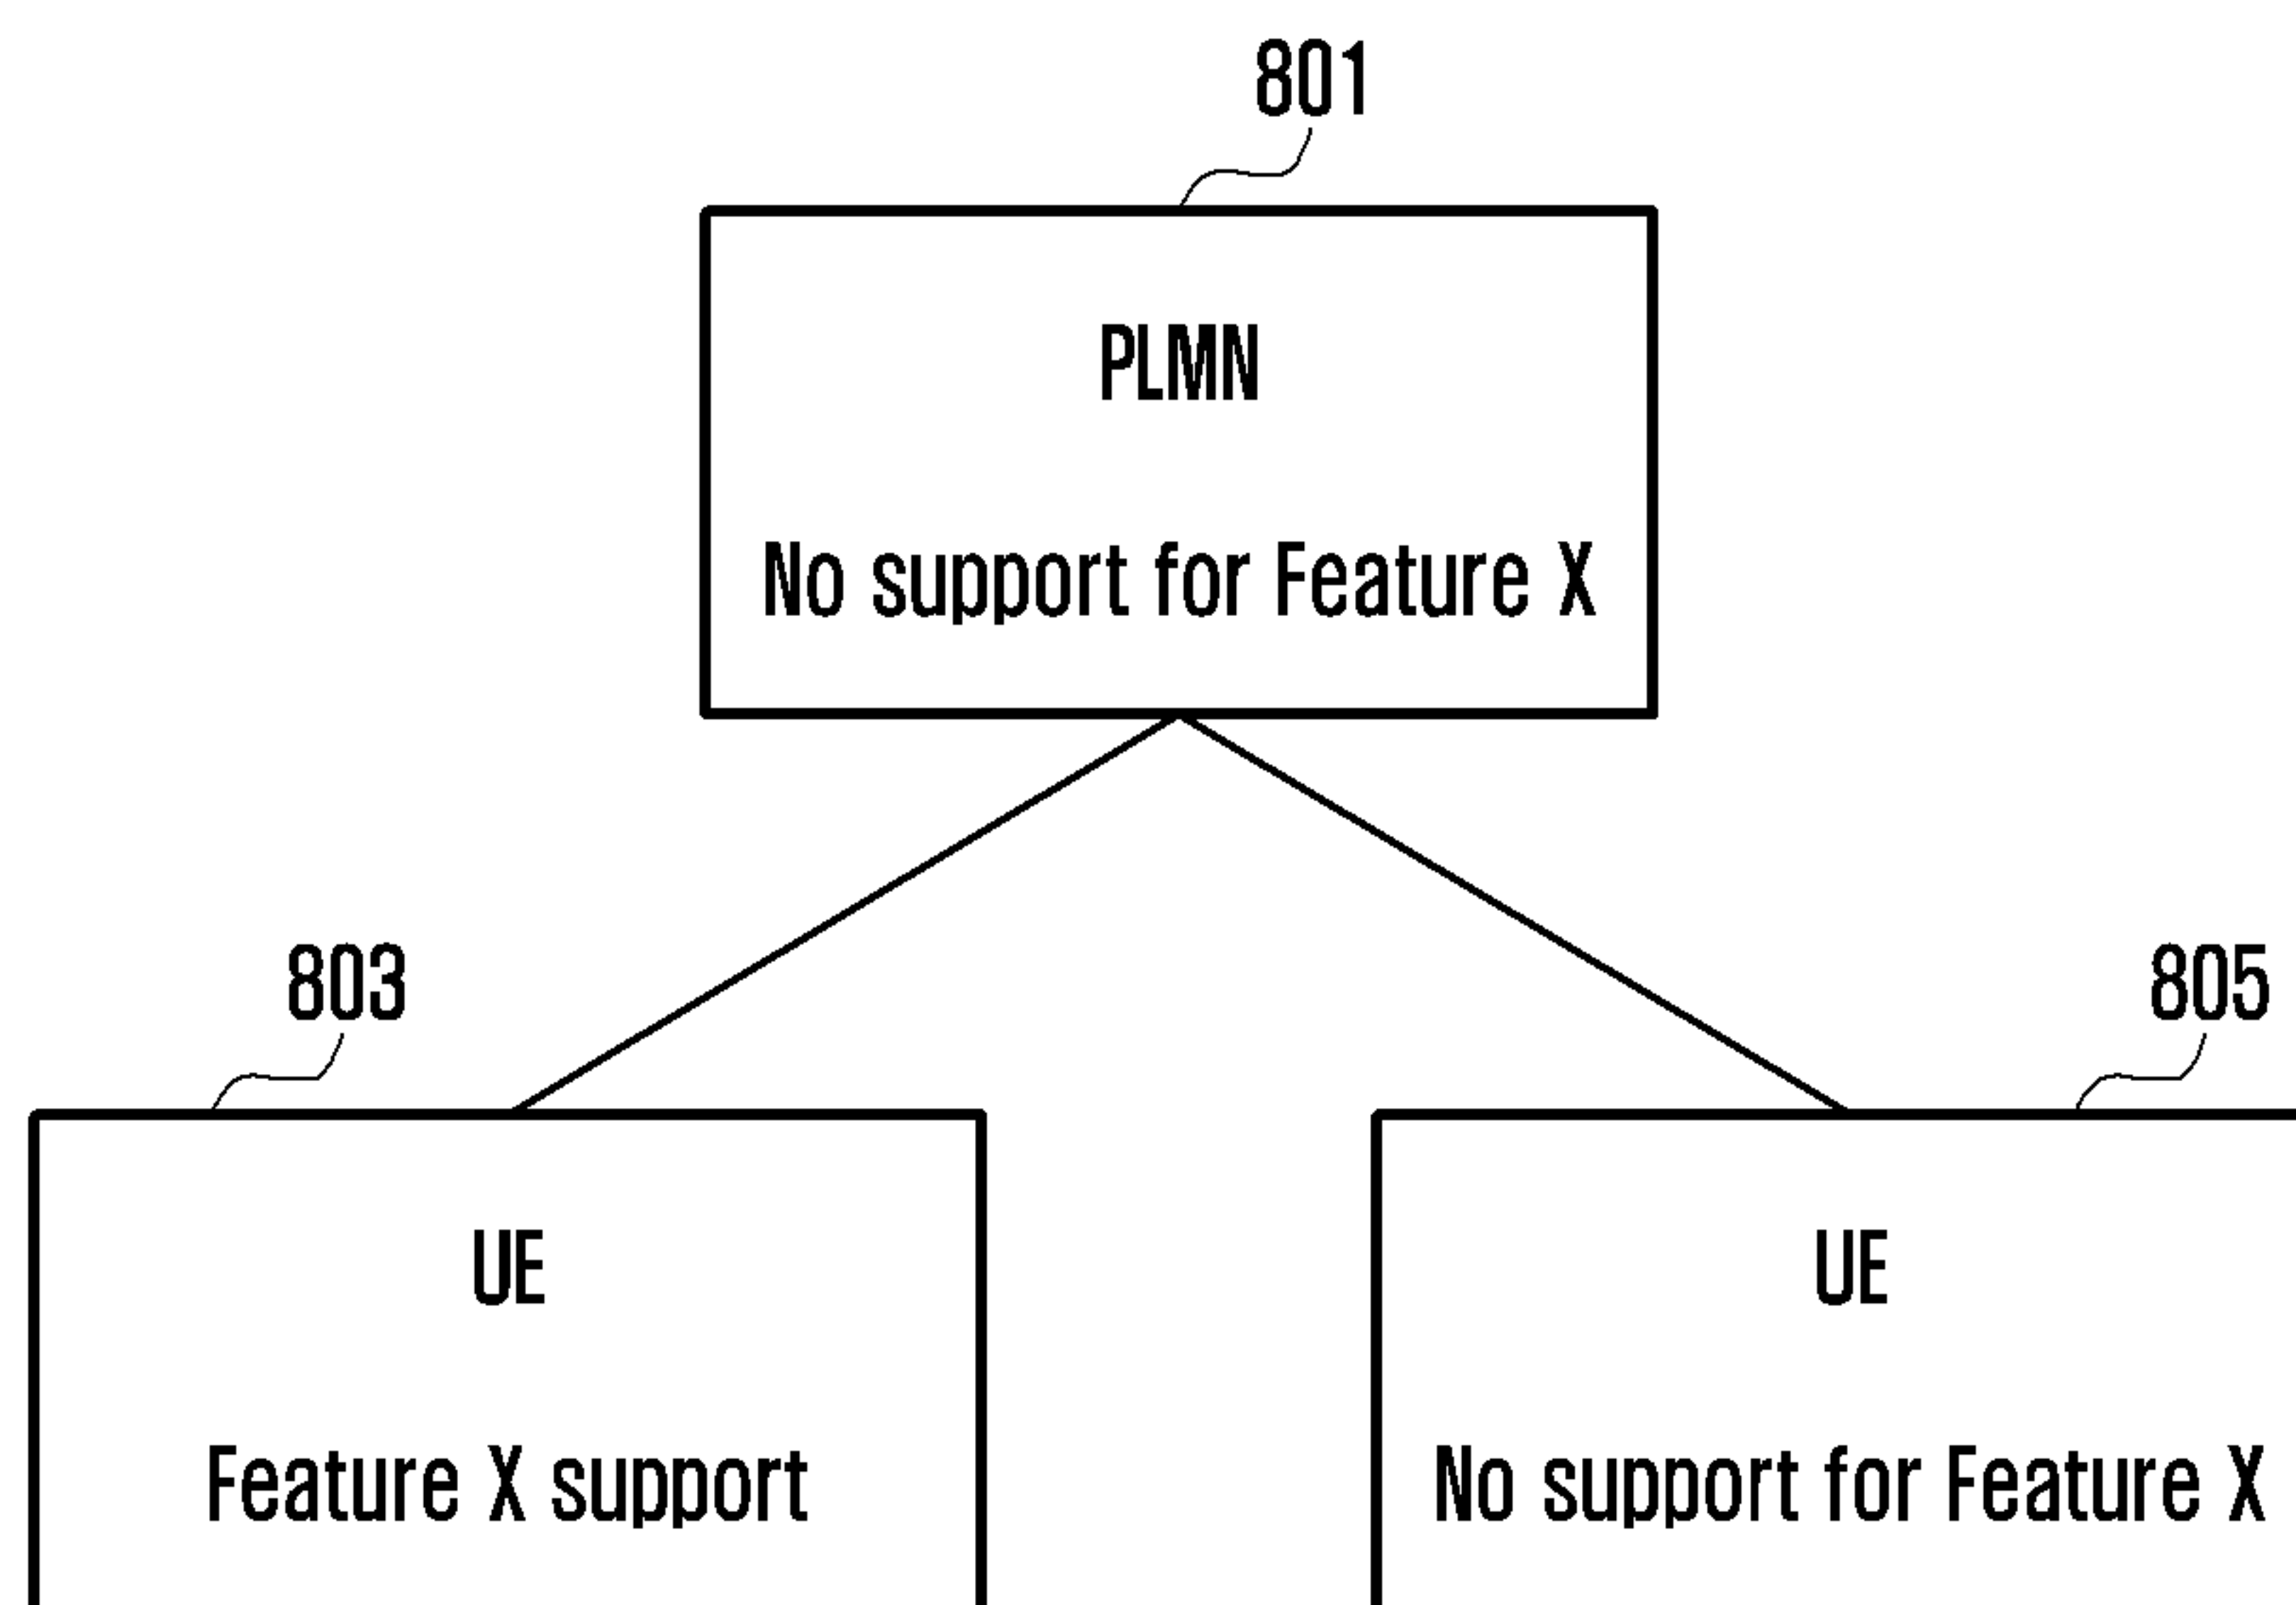 801
PLMN
No support for Feature X
803
805
UE
Feature X support
UE
No support for Feature X